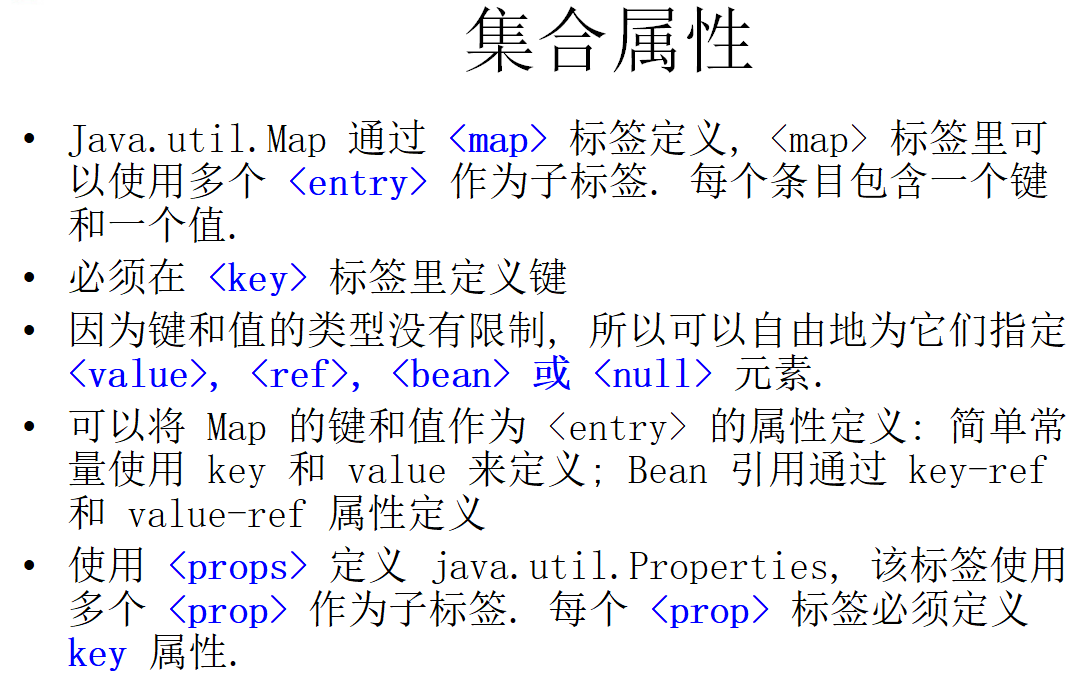 集合属性
• Java.util.Map 通过 <map> 标签定义, <map> 标签里可
以使用多个 <entry> 作为子标签. 每个条目包含一个键
和一个值.
• 必须在 <key> 标签里定义键
• 因为键和值的类型没有限制, 所以可以自由地为它们指定
<value>, <ref>, <bean> 或 <null> 元素.
• 可以将 Map 的键和值作为 <entry> 的属性定义: 简单常
量使用 key 和 value 来定义; Bean 引用通过 key-ref
和 value-ref 属性定义
• 使用 <props> 定义 java.util.Properties, 该标签使用
多个 <prop> 作为子标签. 每个 <prop> 标签必须定义
key 属性.